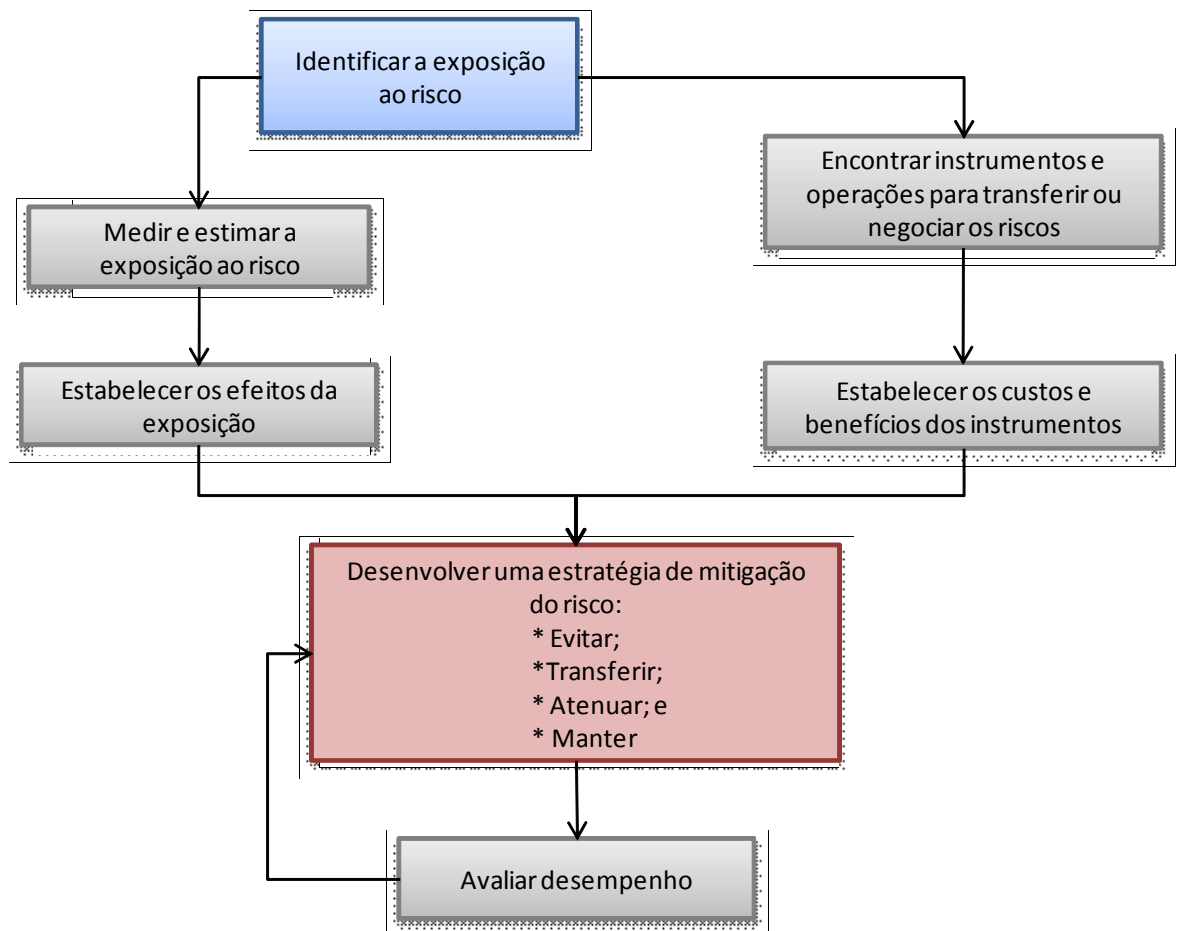 Identificar a exposição
ao risco
Encontrar instrumentos e
operações para transferir ou
negociar os riscos
Medir e estimar a
exposição ao risco
Estabelecer os efeitos da
exposição
Estabelecer os custos e
benefícios dos instrumentos
Desenvolver uma estratégia de mitigação
do risco:
* Evitar;
*Transferir;
* Atenuar; e
* Manter
Avaliar desempenho